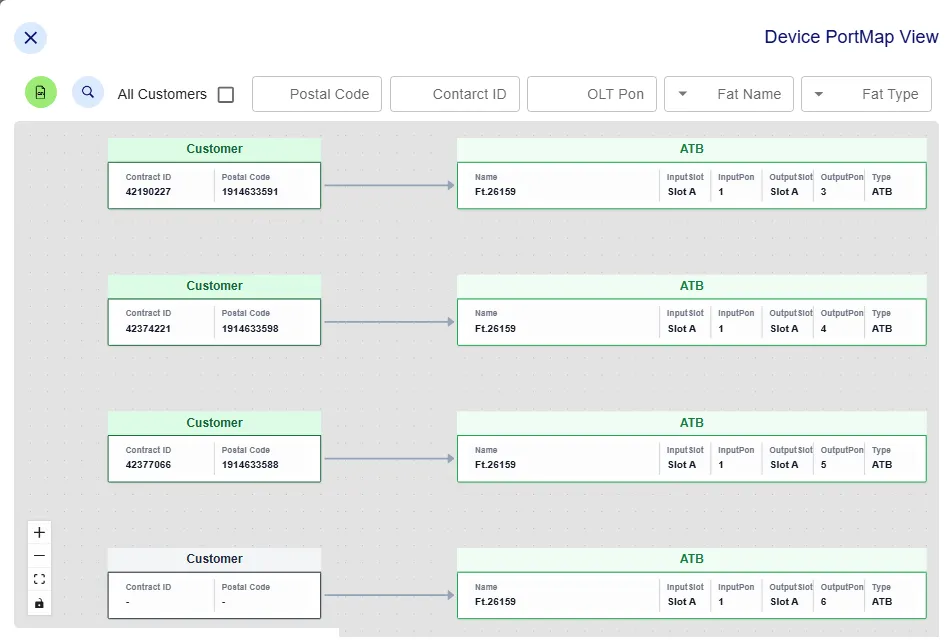 Device PortMap View
All Customers
Postal Code
Contarct ID
OLT Pon
Fat Name
Fat Type
Customer
Contract ID
Postal Code
42190227
1914633591
ATB
Name
InputSlot
InputPon
OutputSlot
OutputPon
Type
Ft.26159
Slot A
1
Slot A
3
ATB
Customer
Contract ID
Postal Code
42374221
1914633598
ATB
Name
InputSlot
InputPon
OutputSlot
OutputPon
Type
Ft.26159
Slot A
1
Slot A
4
ATB
Customer
Contract ID
Postal Code
42377066
1914633588
ATB
Name
InputSlot
InputPon
OutputSlot
OutputPon
Type
Ft.26159
Slot A
1
Slot A
5
ATB
Customer
Contract ID
Postal Code
-
-
ATB
Name
InputSlot
InputPon
OutputSlot
OutputPon
Type
Ft.26159
Slot A
1
Slot A
6
ATB